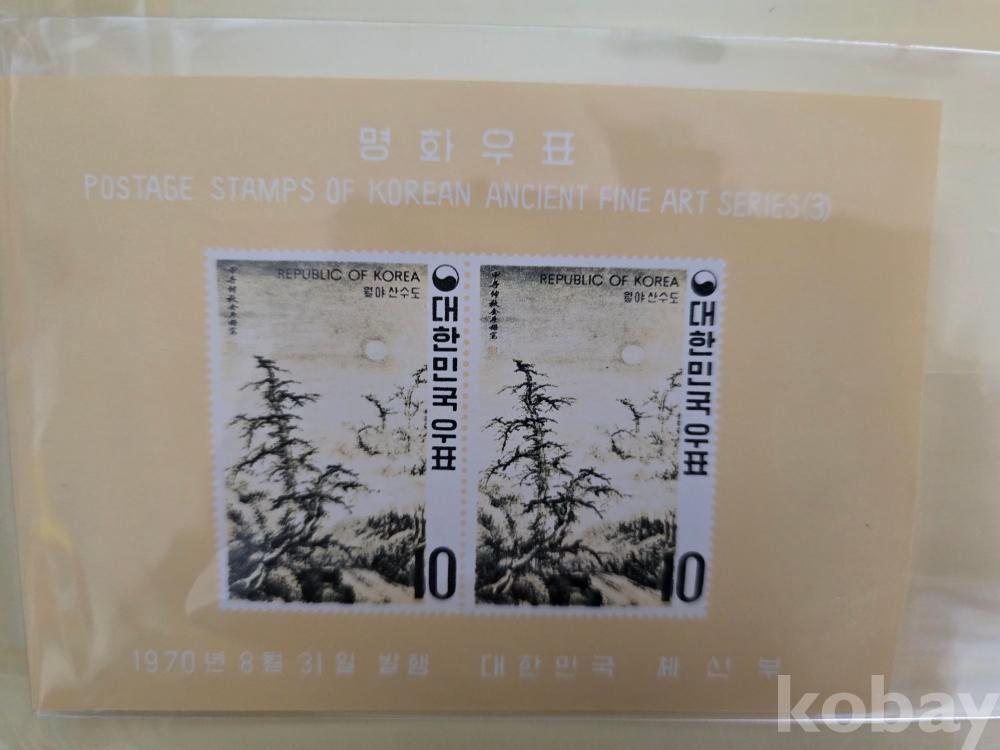 명화우표
POSTAGE STAMPS OF KOREAN ANCIENT FINE ART SERIES(3)
REPUBLIC OF KOREA
월야산수도
대한민국 우표
10
REPUBLIC OF KOREA
월야산수도
대한민국 우표
10
1970년 8월 31일 발행 대한민국 체신부
kobay